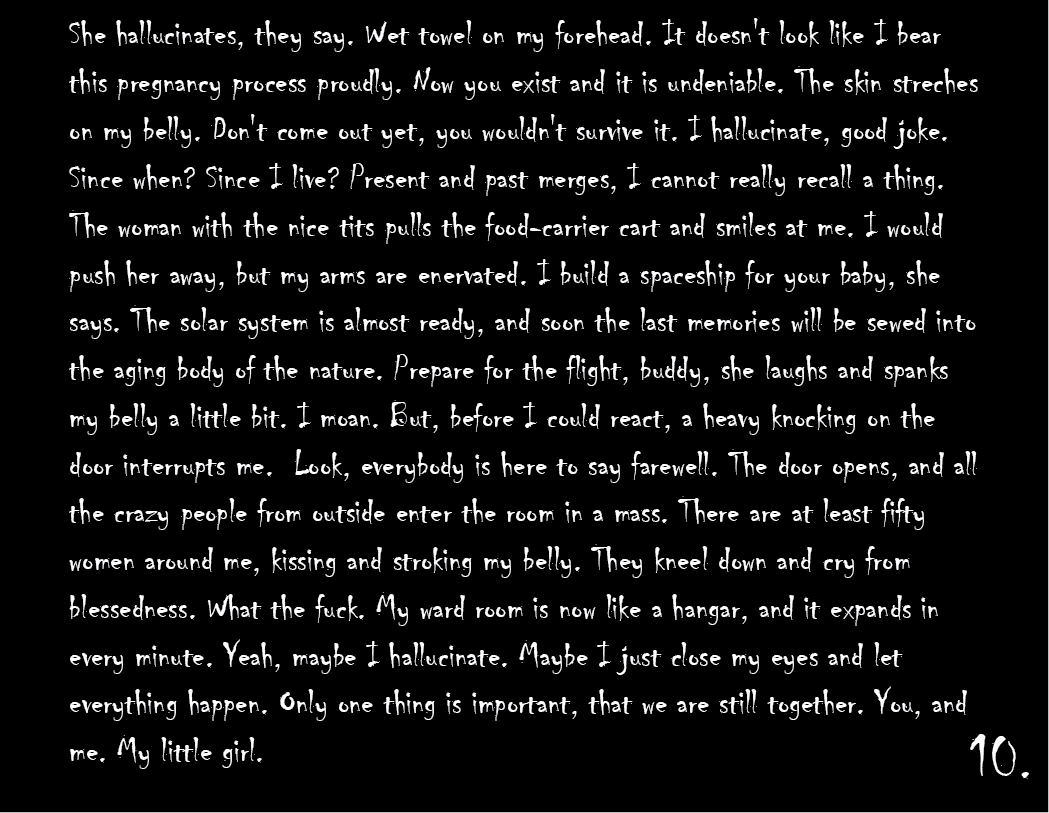 She hallucinates, they say. Wet towel on my forehead. It doesn't look like I bear
this pregnancy process proudly. Now you exist and it is undeniable. The skin streches
on my belly. Don't come out yet, you wouldn't survive it. I hallucinate, good joke.
Since when? Since I live? Present and past merges, I cannot really recall a thing.
The woman with the nice tits pulls the food-carrier cart and smiles at me. I would
push her away, but my arms are enervated. I build a spaceship for your baby, she
says. The solar system is almost ready, and soon the last memories will be sewed into
the aging body of the nature. Prepare for the flight, buddy, she laughs and spanks
my belly a little bit. I moan. But, before I could react, a heavy knocking on the
door interrupts me. Look, everybody is here to say farewell. The door opens, and all
the crazy people from outside enter the room in a mass. There are at least fifty
women around me, kissing and stroking my belly. They kneel down and cry from
blessedness. What the fuck. My ward room is now like a hangar, and it expands in
every minute. Yeah, maybe I hallucinate. Maybe I just close my eyes and let
everything happen. Only one thing is important, that we are still together. You, and
me. My little girl.
10.